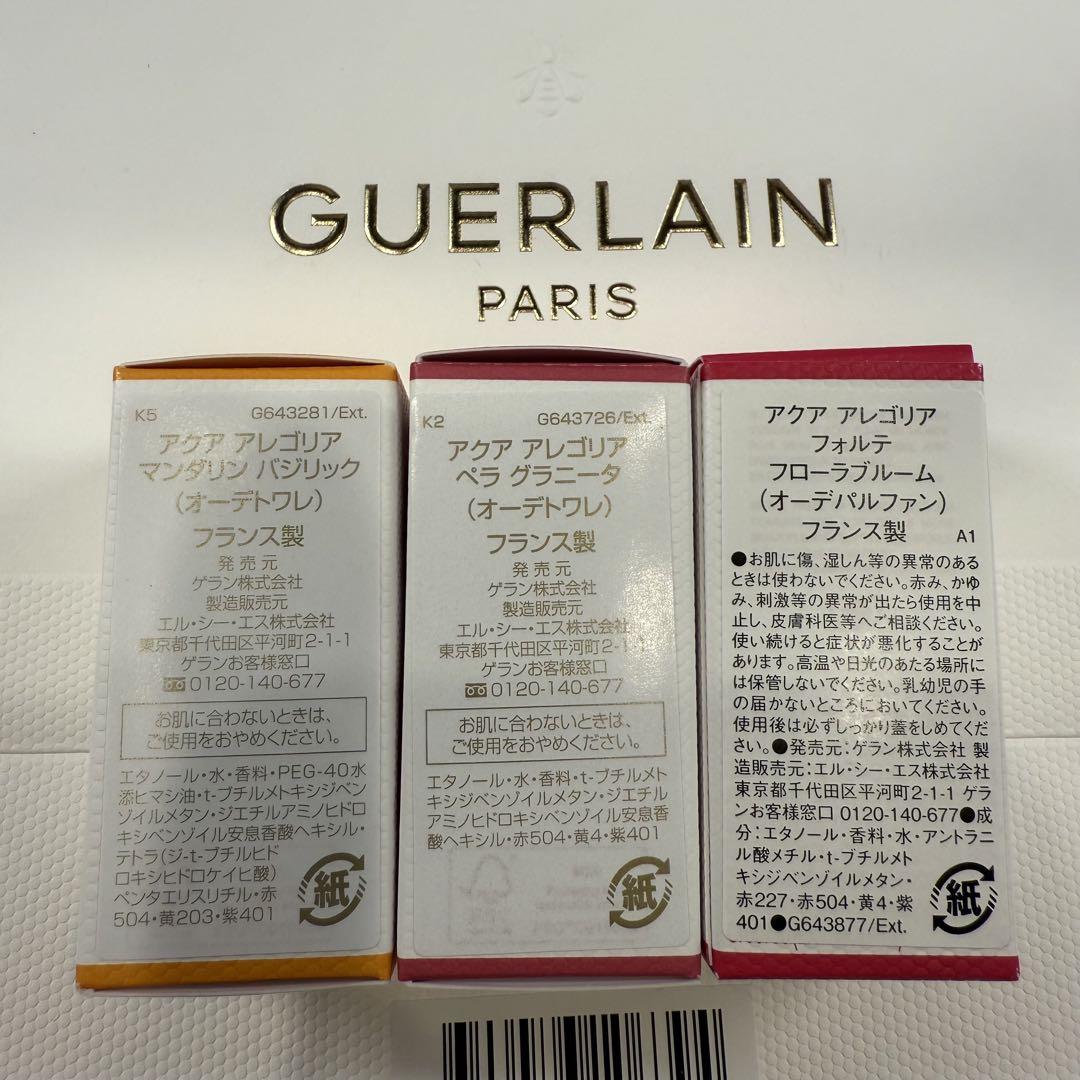 GUERLAIN
PARIS
K5 G643281/Ext.
アクア アレゴリア
マンダリン バジリック
(オーデトワレ)
フランス製
発売元
ゲラン株式会社
製造販売元
エル・シー・エス株式会社
東京都千代田区平河町2-1-1
ゲランお客様窓口
0120-140-677
お肌に合わないときは、
ご使用をおやめください。
エタノール・水・香料・PEG-40水
添ヒマシ油・t-ブチルメトキシジベン
ゾイルメタン・ジエチルアミノヒドロ
キシベンゾイル安息香酸ヘキシル・
テトラ(ジ-t-ブチルヒド
ロキシヒドロケイヒ酸)
ペンタエリスリチル・赤
504・黄203・紫401
紙
K2 G643726/Ext.
アクア アレゴリア
ペラ グラニータ
(オーデトワレ)
フランス製
発売元
ゲラン株式会社
製造販売元
エル・シー・エス株式会社
東京都千代田区平河町2-1-1
ゲランお客様窓口
0120-140-677
お肌に合わないときは、
ご使用をおやめください。
エタノール・水・香料・t-ブチルメト
キシジベンゾイルメタン・ジエチル
アミノヒドロキシベンゾイル安息香
酸ヘキシル・赤504・黄4・紫401
紙
アクア アレゴリア
フォルテ
フローラブルーム
(オーデパルファン)
フランス製 A1
●お肌に傷、湿しん等の異常のある
ときは使わないでください。赤み、かゆ
み、刺激等の異常が出たら使用を中
止し、皮膚科医等へご相談ください。
使い続けると症状が悪化することが
あります。高温や日光のあたる場所に
は保管しないでください。乳幼児の手
の届かないところにおいてください。
使用後は必ずしっかり蓋をしめてくだ
さい。●発売元:ゲラン株式会社 製
造販売元:エル・シー・エス株式会社
東京都千代田区平河町2-1-1 ゲラ
ンお客様窓口 0120-140-677●成
分:エタノール・香料・水・アントラニ
ル酸メチル・t-ブチルメト
キシジベンゾイルメタン・
赤227・赤504・黄4・紫
401●G643877/Ext.
紙